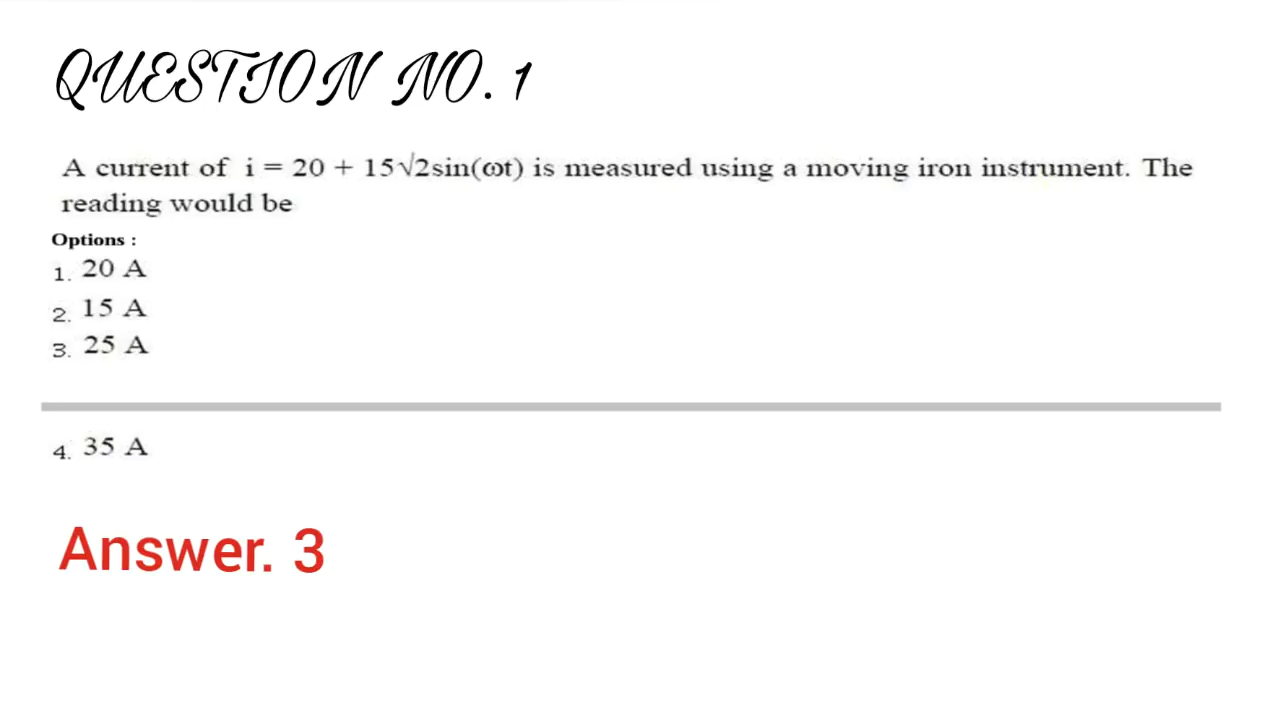 QUESTION NO. 1
A current of i = 20 + 15√2sin(ωt) is measured using a moving iron instrument. The
reading would be
Options :
1. 20 A
2. 15 A
3. 25 A
4. 35 A
Answer. 3